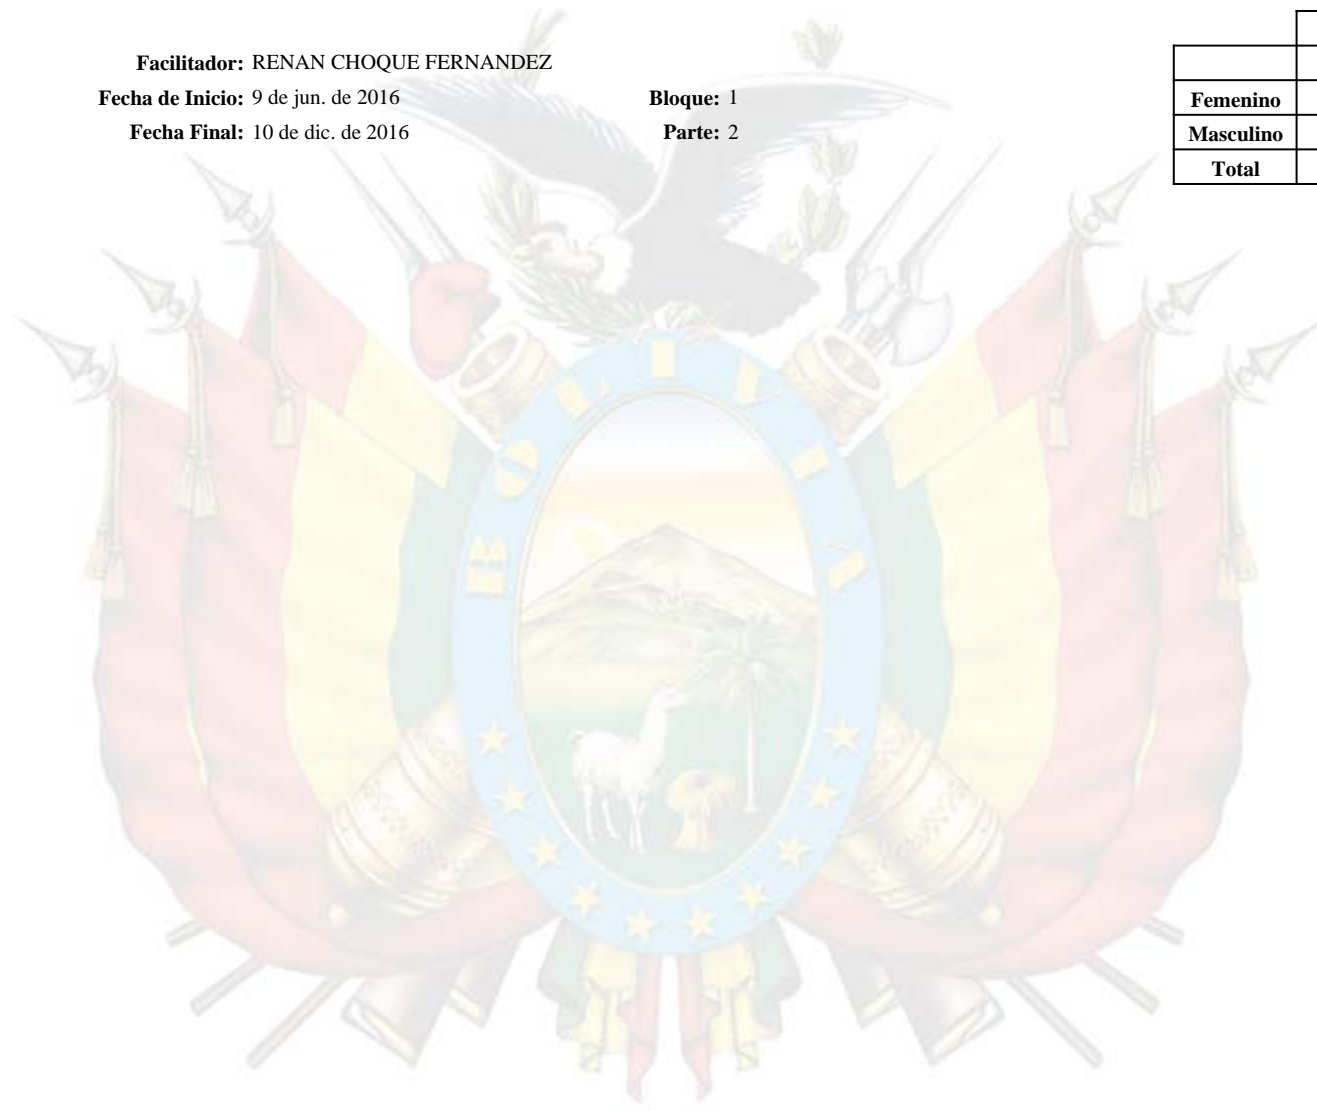 Facilitador: RENAN CHOQUE FERNANDEZ
Fecha de Inicio: 9 de jun. de 2016 Bloque: 1
Fecha Final: 10 de dic. de 2016 Parte: 2
Femenino
Masculino
Total
BOLIVIA